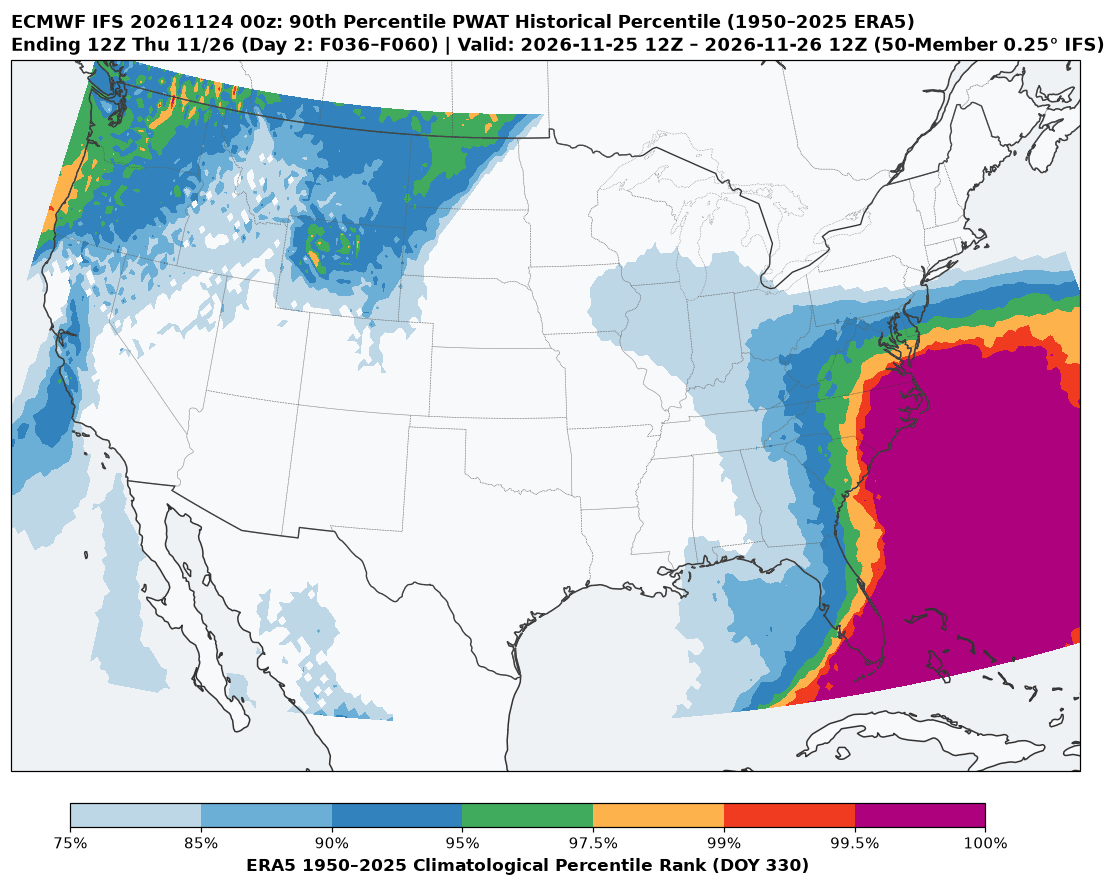 ECMWF IFS 20261124 00z: 90th Percentile PWAT Historical Percentile (1950–2025 ERA5)
Ending 12Z Thu 11/26 (Day 2: F036–F060) | Valid: 2026-11-25 12Z – 2026-11-26 12Z (50-Member 0.25° IFS)
75% 85% 90% 95% 97.5% 99% 99.5% 100%
ERA5 1950–2025 Climatological Percentile Rank (DOY 330)